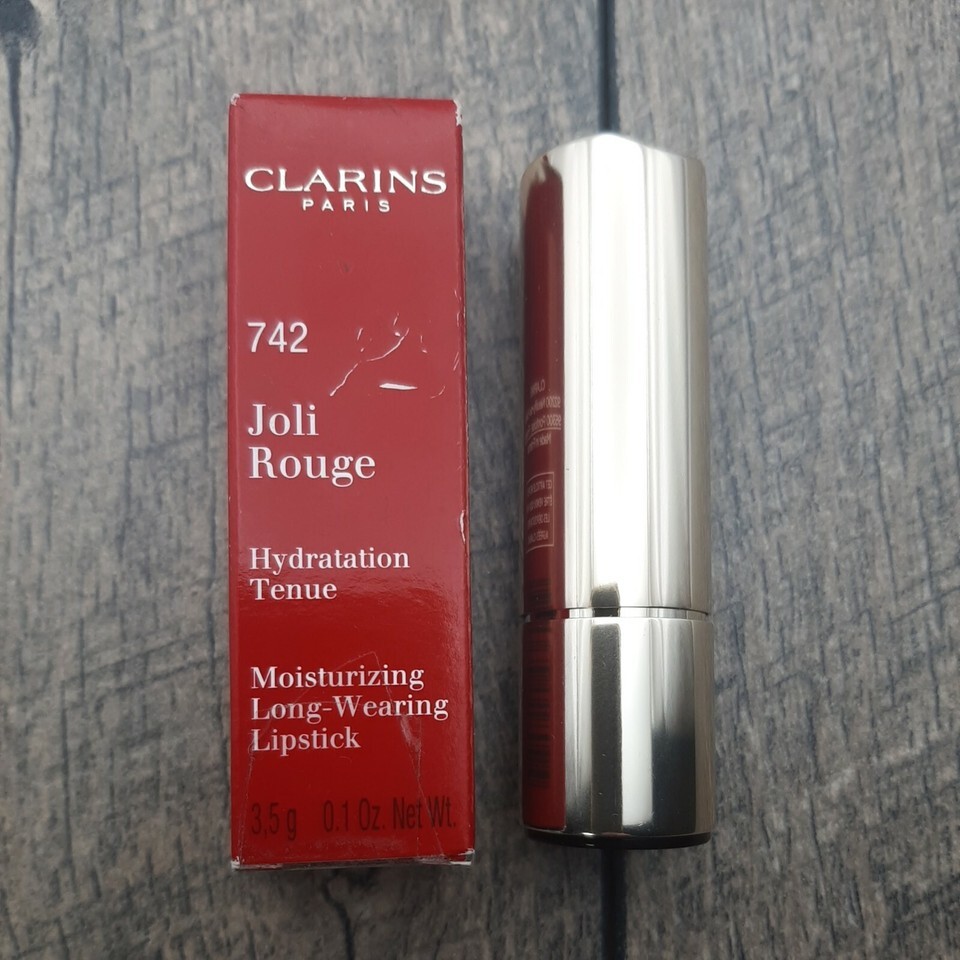 CLARINS
PARIS
742
Joli
Rouge
Hydratation
Tenue
Moisturizing
Long-Wearing
Lipstick
3,5 g 0.1 Oz. Net Wt.